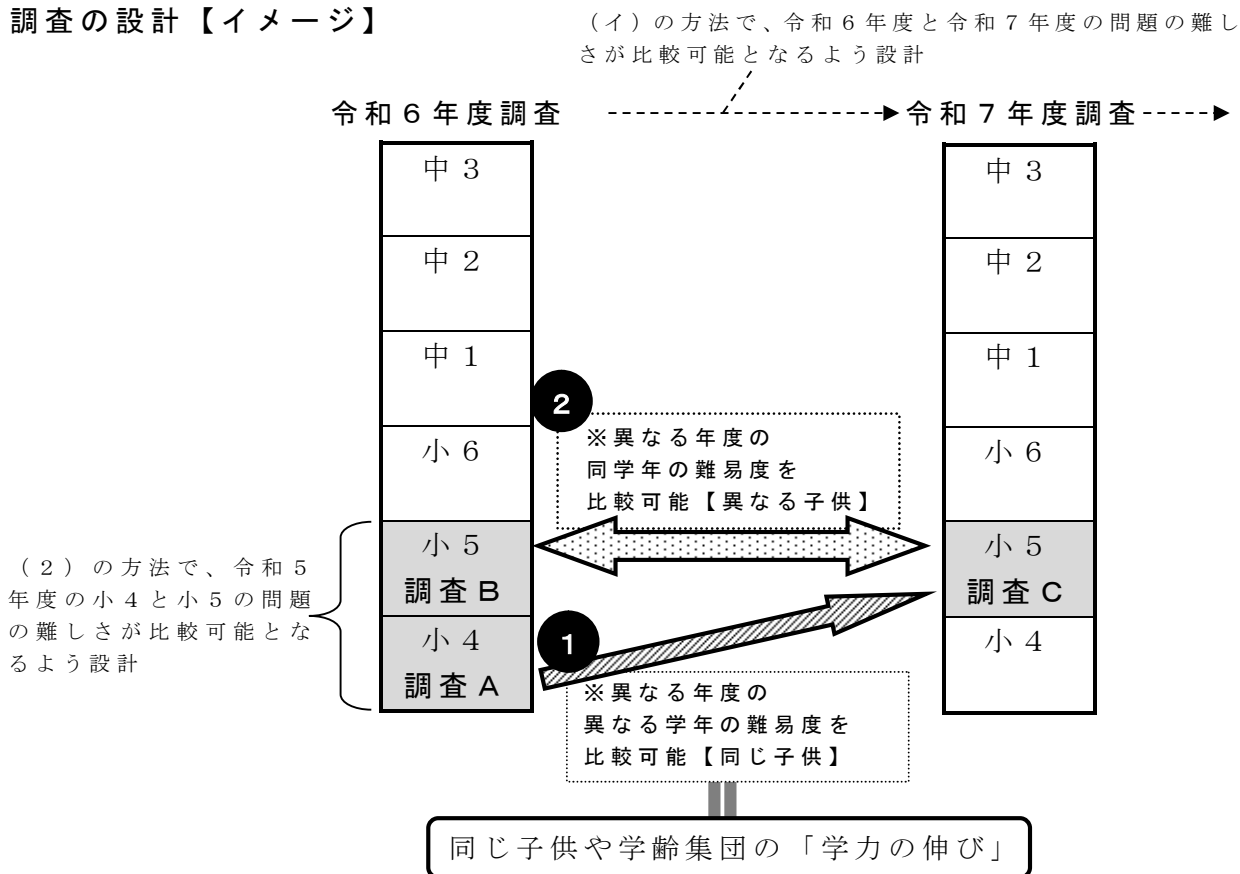 調査の設計【イメージ】
（イ）の方法で、令和６年度と令和７年度の問題の難し
さが比較可能となるよう設計
令和６年度調査
令和７年度調査
中３
中２
中１
小６
小５
調査Ｂ
小４
調査Ａ
（２）の方法で、令和５
年度の小４と小５の問題
の難しさが比較可能とな
るよう設計
2
※異なる年度の
同学年の難易度を
比較可能【異なる子供】
1
※異なる年度の
異なる学年の難易度を
比較可能【同じ子供】
中３
中２
中１
小６
小５
調査Ｃ
小４
同じ子供や学齢集団の「学力の伸び」